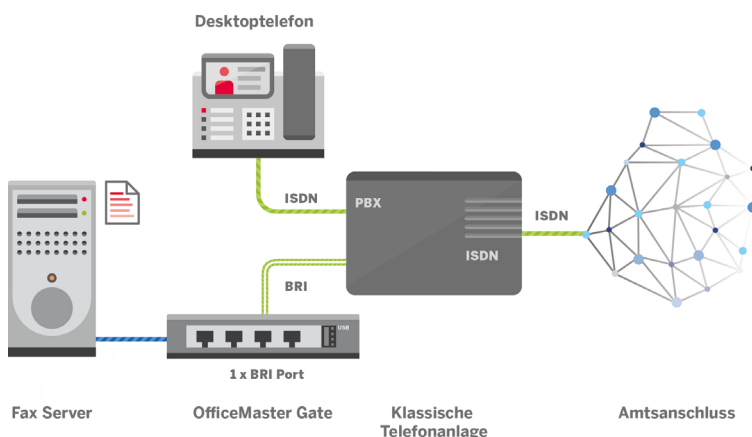 Desktoptelefon
ISDN
PBX
ISDN
ISDN
BRI
USB
1 x BRI Port
Fax Server
OfficeMaster Gate
Klassische
Telefonanlage
Amtsanschluss